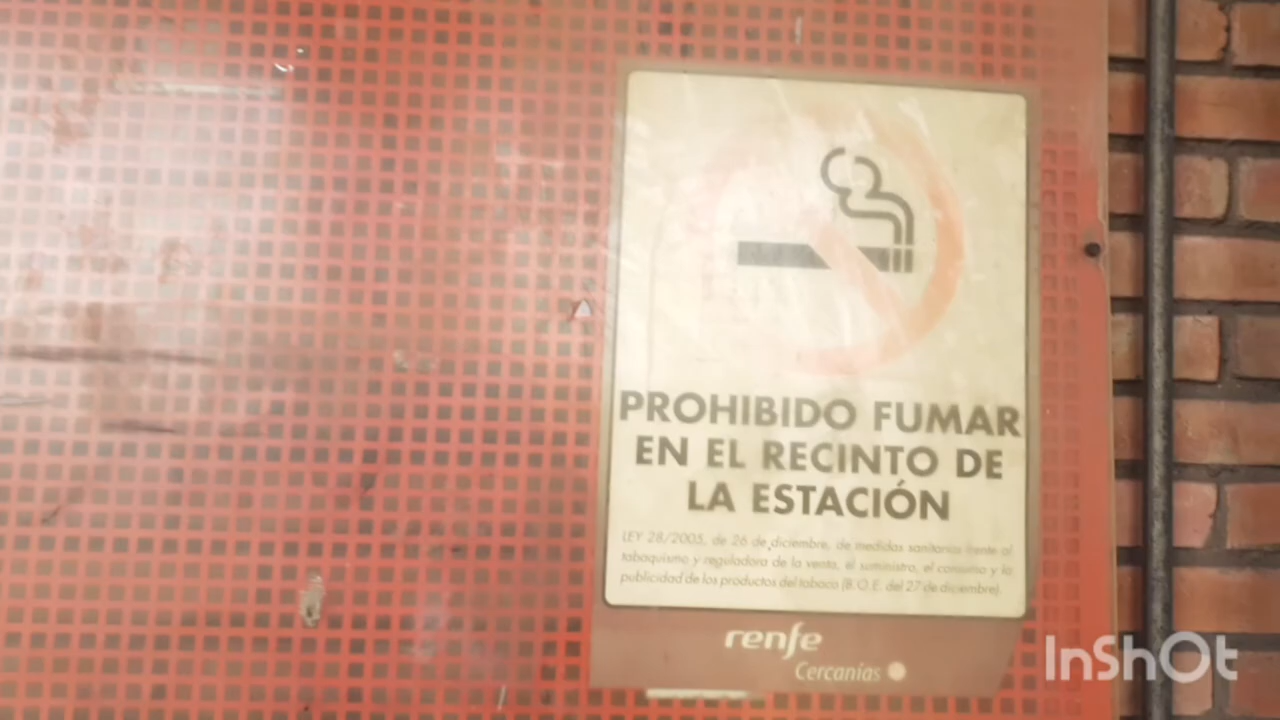 PROHIBIDO FUMAR
EN EL RECINTO DE
LA ESTACIÓN
LEY 28/2005, de 26 de diciembre, de medidas sanitarias frente al
tabaquismo y reguladora de la venta, el suministro, el consumo y la
publicidad de los productos del tabaco (B.O.E. del 27 de diciembre).
renfe
Cercanías
InShOt